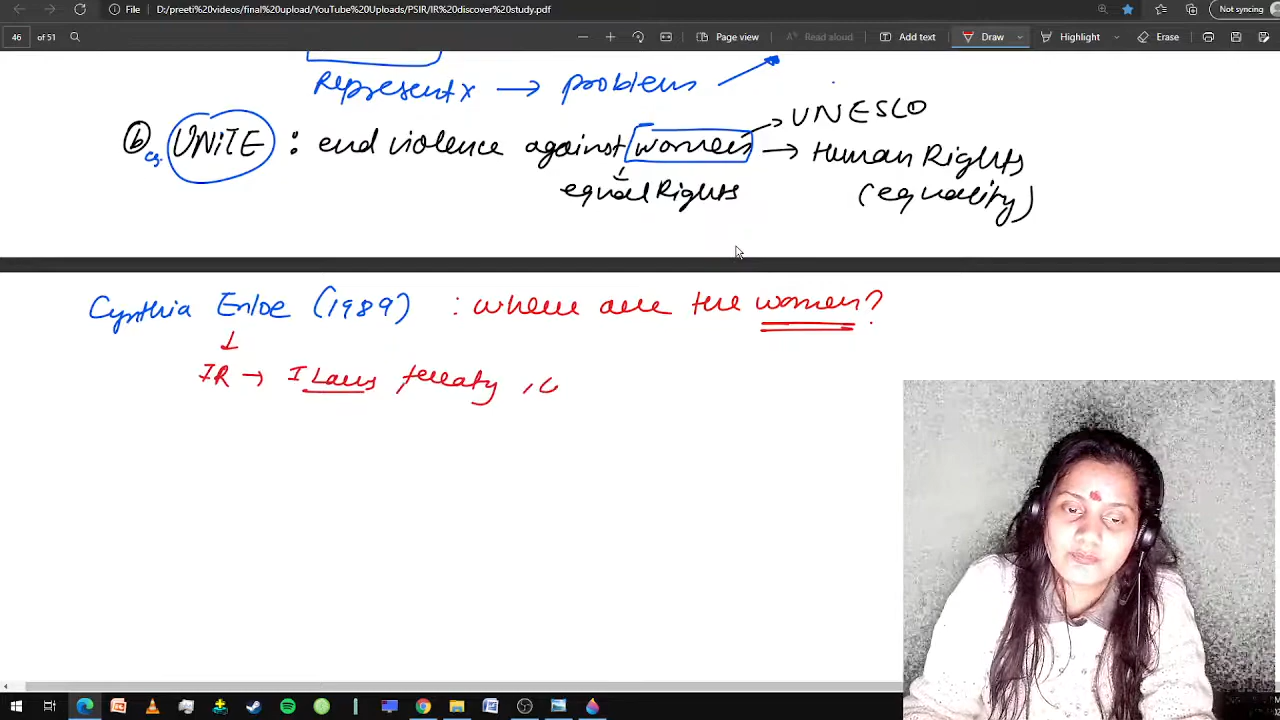 File
D:/preeti%20videos/final%20upload/YouTube%20Uploads/PSIR/IR%20discover%20study.pdf
Not syncing
46 of 51
Page view
Read aloud
Add text
Draw
Highlight
Erase
Represent x → problems
b eg. UNiTE : end violence against women → UNESCO
→ Human Rights
equal Rights
(equality)
Cynthia Enloe (1989) : where are the women?
IR → I Laws treaty ,